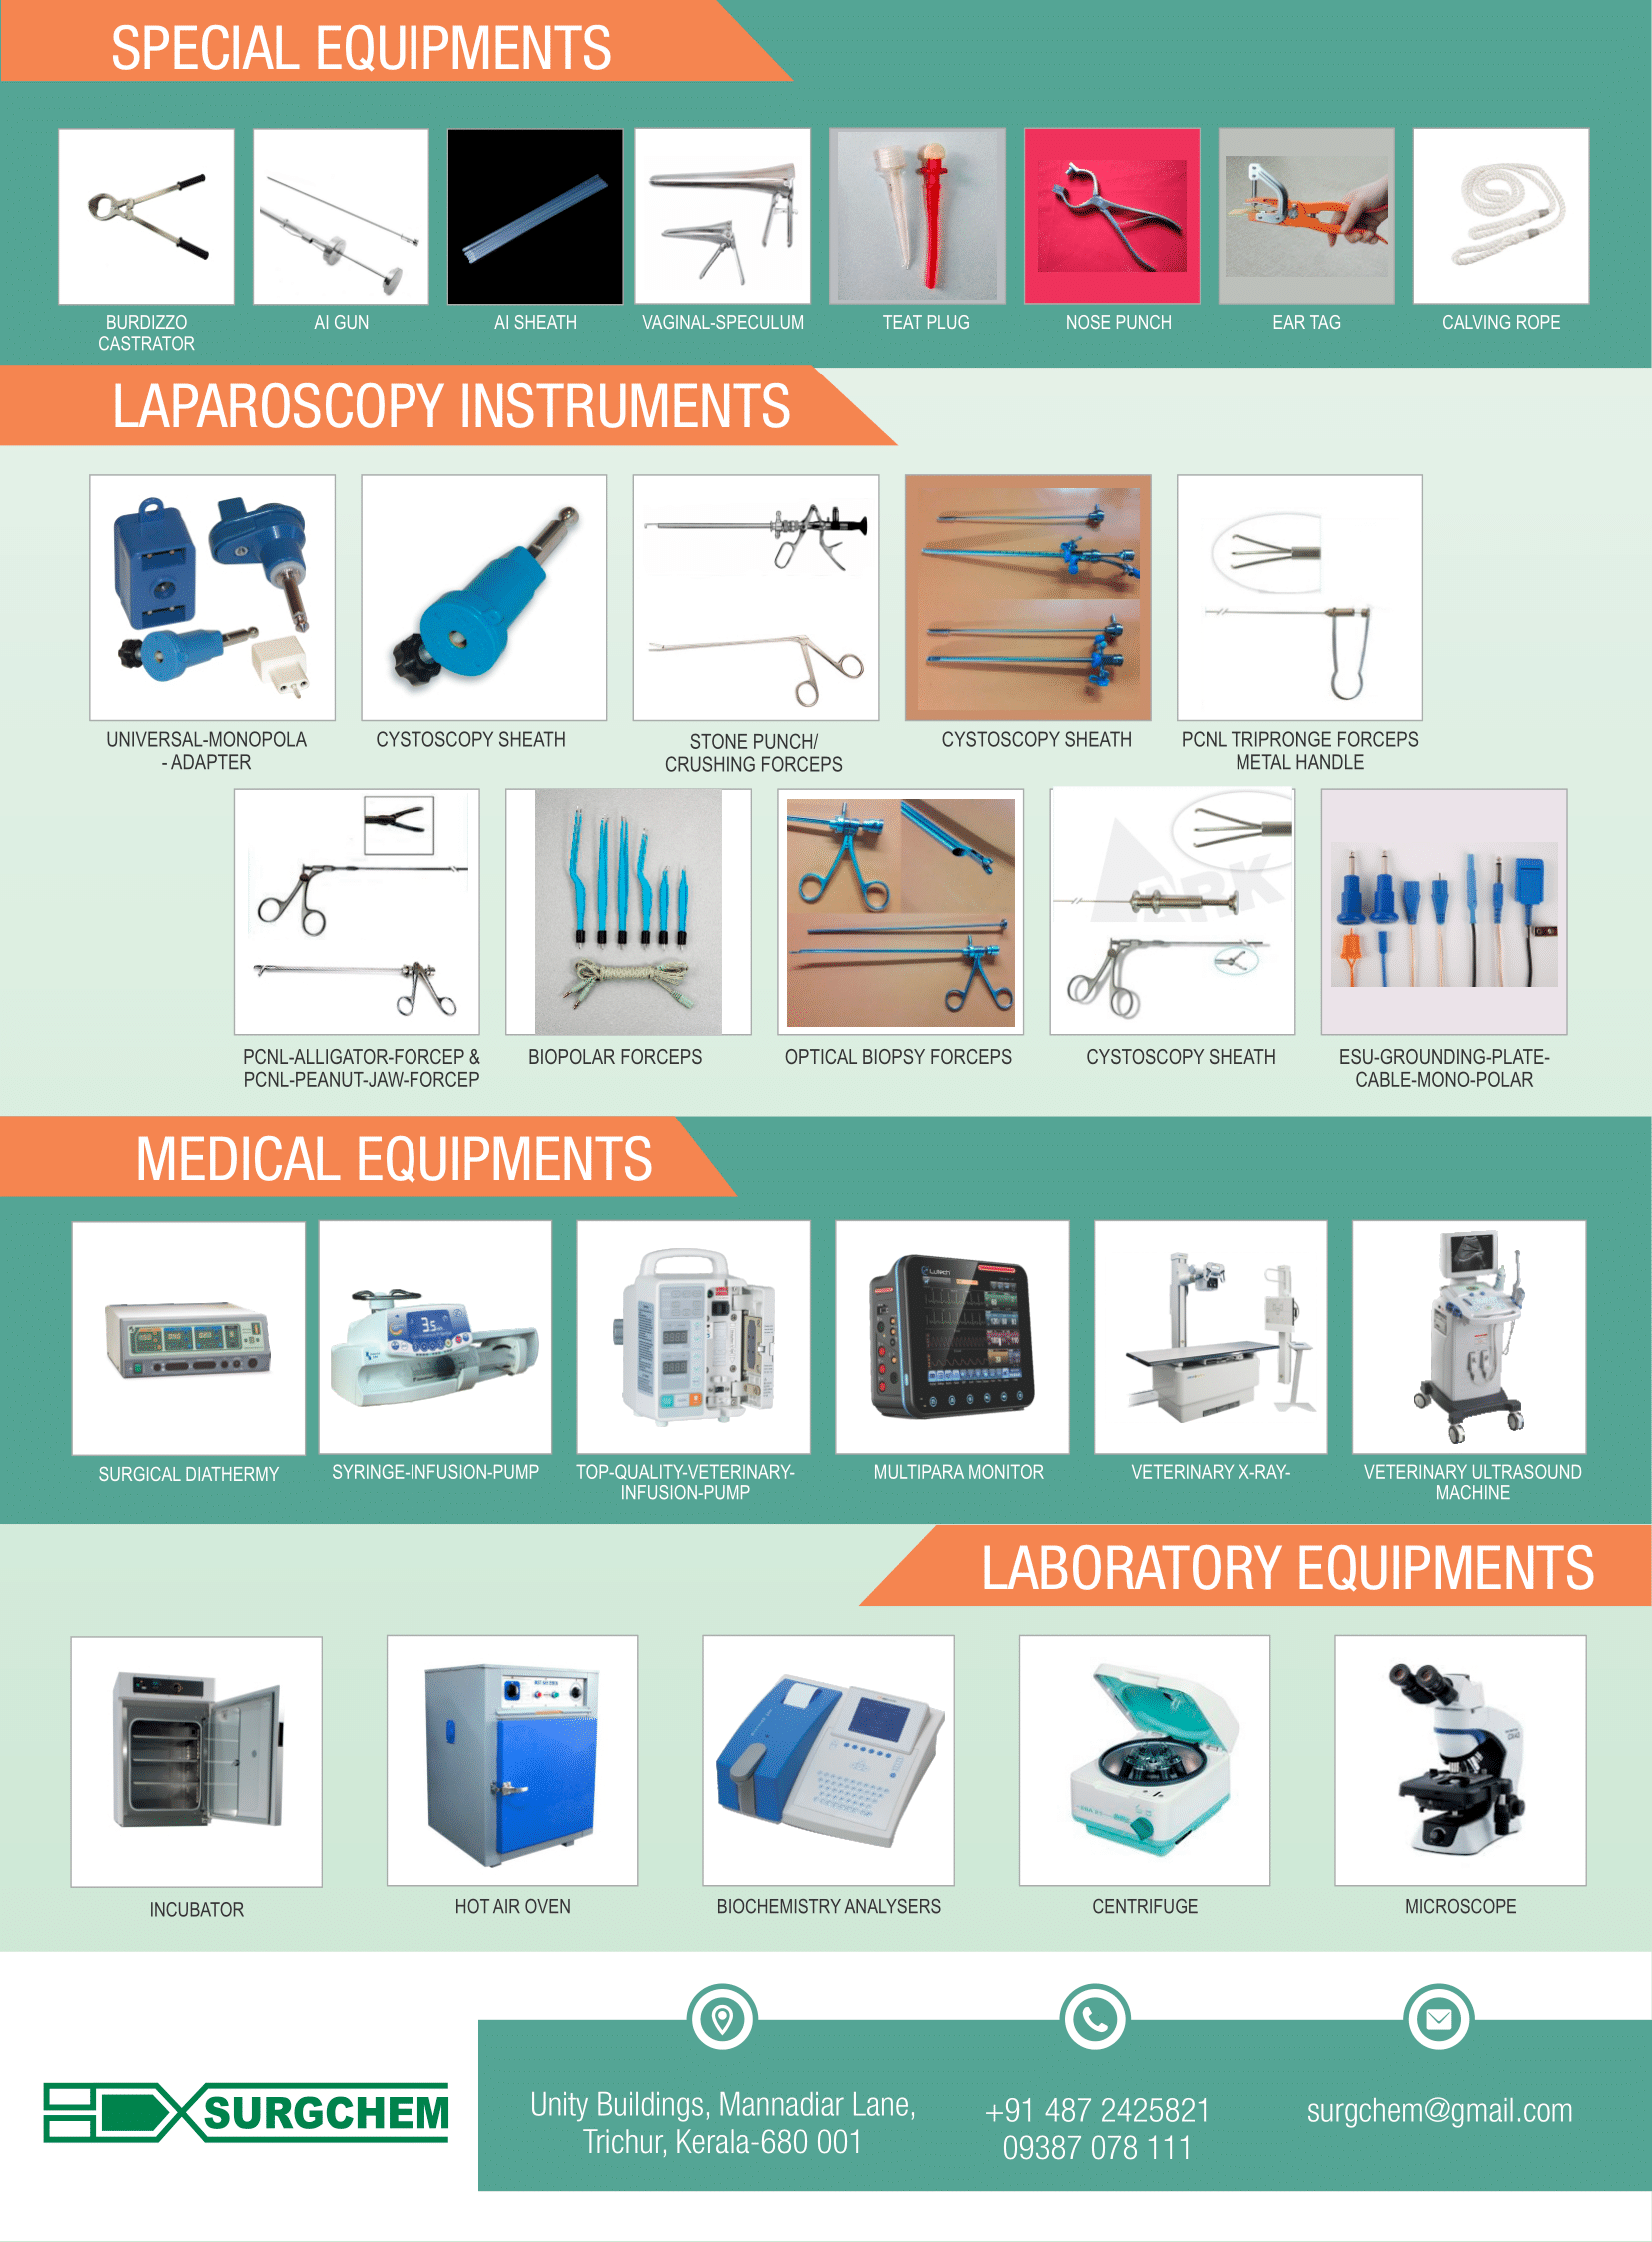 SPECIAL EQUIPMENTS
BURDIZZO
CASTRATOR
AI GUN
AI SHEATH
VAGINAL-SPECULUM
TEAT PLUG
NOSE PUNCH
EAR TAG
CALVING ROPE
LAPAROSCOPY INSTRUMENTS
UNIVERSAL-MONOPOLA
- ADAPTER
CYSTOSCOPY SHEATH
STONE PUNCH/
CRUSHING FORCEPS
CYSTOSCOPY SHEATH
PCNL TRIPRONGE FORCEPS
METAL HANDLE
ARK
PCNL-ALLIGATOR-FORCEP &
PCNL-PEANUT-JAW-FORCEP
BIOPOLAR FORCEPS
OPTICAL BIOPSY FORCEPS
CYSTOSCOPY SHEATH
ESU-GROUNDING-PLATE-
CABLE-MONO-POLAR
MEDICAL EQUIPMENTS
SURGICAL DIATHERMY
SYRINGE-INFUSION-PUMP
TOP-QUALITY-VETERINARY-
INFUSION-PUMP
MULTIPARA MONITOR
VETERINARY X-RAY-
VETERINARY ULTRASOUND
MACHINE
LABORATORY EQUIPMENTS
HOT AIR OVEN
INCUBATOR
HOT AIR OVEN
BIOCHEMISTRY ANALYSERS
CENTRIFUGE
MICROSCOPE
SURGCHEM
Unity Buildings, Mannadiar Lane,
Trichur, Kerala-680 001
+91 487 2425821
09387 078 111
surgchem@gmail.com